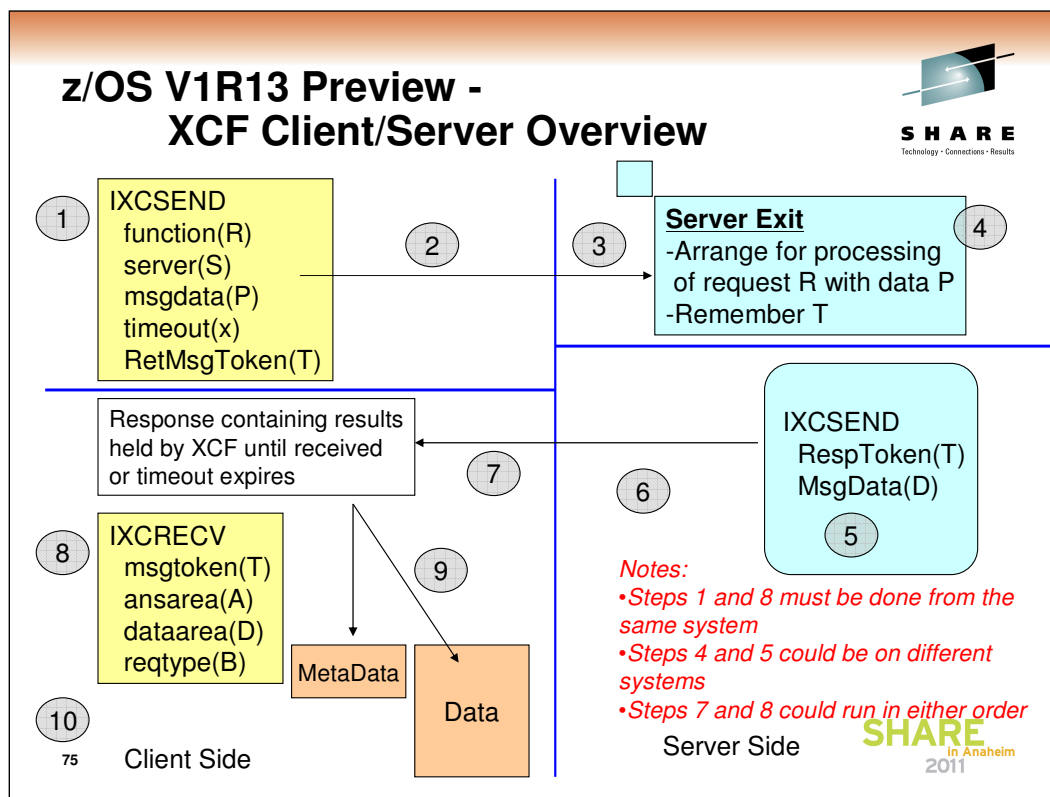 z/OS V1R13 Preview -
XCF Client/Server Overview
SHARE
Technology · Connections · Results
1
IXCSEND
function(R)
server(S)
msgdata(P)
timeout(x)
RetMsgToken(T)
2
3
Server Exit
-Arrange for processing
of request R with data P
-Remember T
4
Response containing results
held by XCF until received
or timeout expires
7
IXCSEND
RespToken(T)
MsgData(D)
6
5
8
IXCRECV
msgtoken(T)
ansarea(A)
dataarea(D)
reqtype(B)
9
MetaData
Data
Notes:
•Steps 1 and 8 must be done from the
same system
•Steps 4 and 5 could be on different
systems
•Steps 7 and 8 could run in either order
10
75
Client Side
Server Side
SHARE
in Anaheim
2011